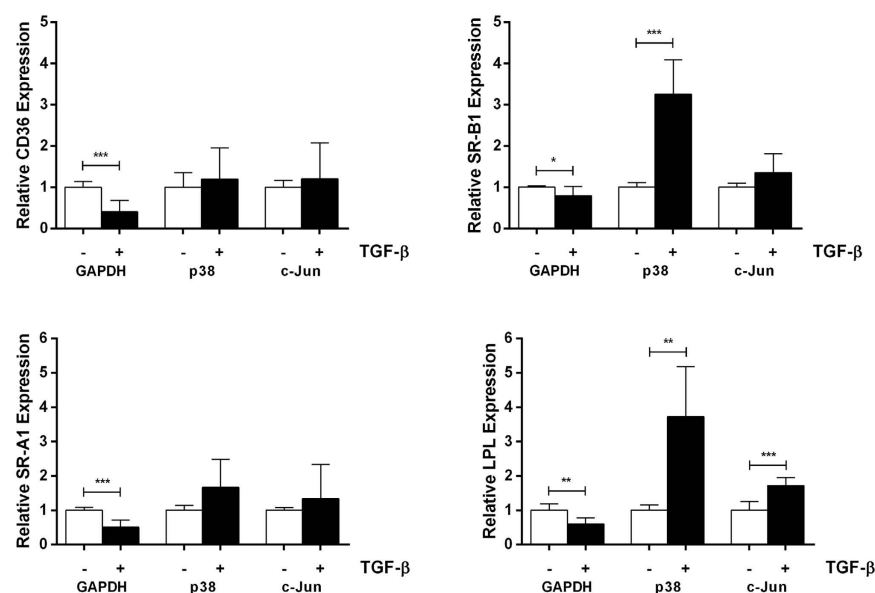 Relative CD36 Expression
5
4
3
2
1
0
***
- + - + - + TGF-β
GAPDH p38 c-Jun
Relative SR-B1 Expression
5
4
3
2
1
0
*
***
- + - + - + TGF-β
GAPDH p38 c-Jun
Relative SR-A1 Expression
6
5
4
3
2
1
0
***
- + - + - + TGF-β
GAPDH p38 c-Jun
Relative LPL Expression
6
5
4
3
2
1
0
**
**
***
- + - + - + TGF-β
GAPDH p38 c-Jun